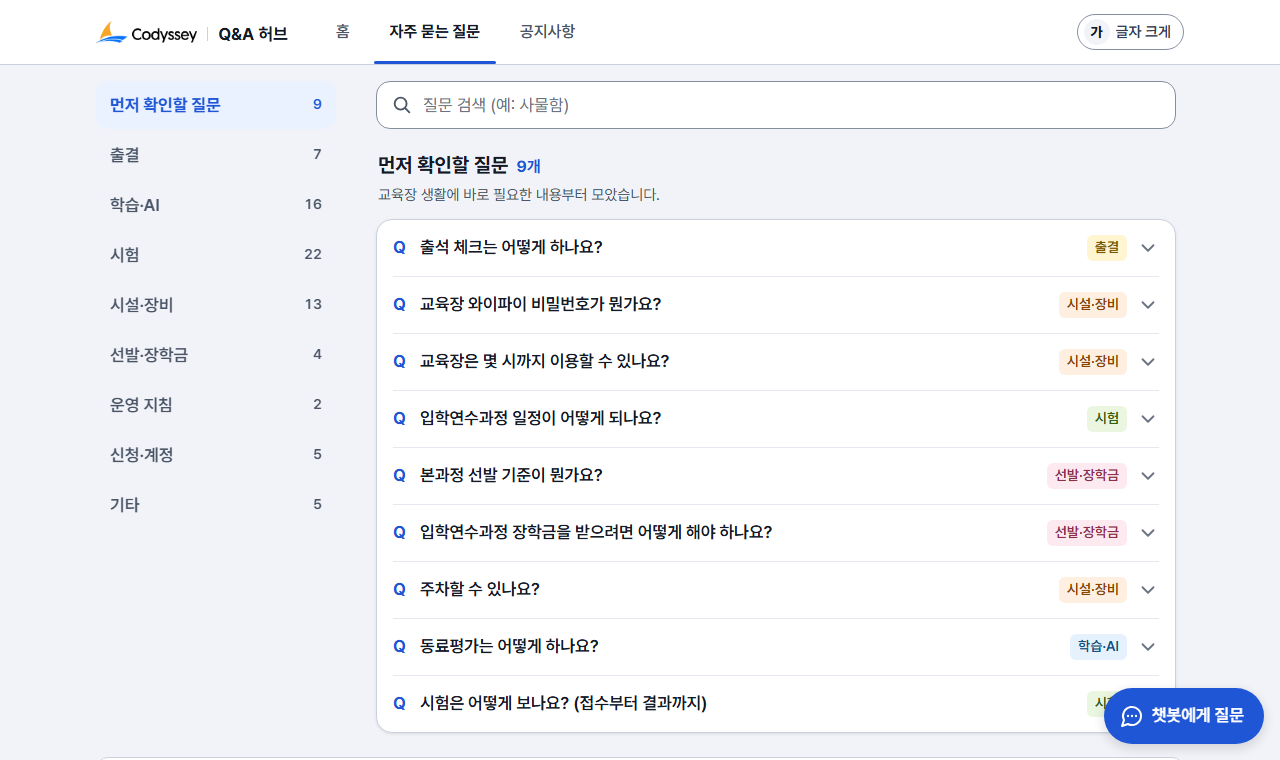 Codyssey | Q&A 허브
홈
자주 묻는 질문
공지사항
가 글자 크게
먼저 확인할 질문 9
출결 7
학습·AI 16
시험 22
시설·장비 13
선발·장학금 4
운영 지침 2
신청·계정 5
기타 5
질문 검색 (예: 사물함)
먼저 확인할 질문 9개
교육장 생활에 바로 필요한 내용부터 모았습니다.
Q 출석 체크는 어떻게 하나요? 출결
Q 교육장 와이파이 비밀번호가 뭔가요? 시설·장비
Q 교육장은 몇 시까지 이용할 수 있나요? 시설·장비
Q 입학연수과정 일정이 어떻게 되나요? 시험
Q 본과정 선발 기준이 뭔가요? 선발·장학금
Q 입학연수과정 장학금을 받으려면 어떻게 해야 하나요? 선발·장학금
Q 주차할 수 있나요? 시설·장비
Q 동료평가는 어떻게 하나요? 학습·AI
Q 시험은 어떻게 보나요? (접수부터 결과까지)
챗봇에게 질문